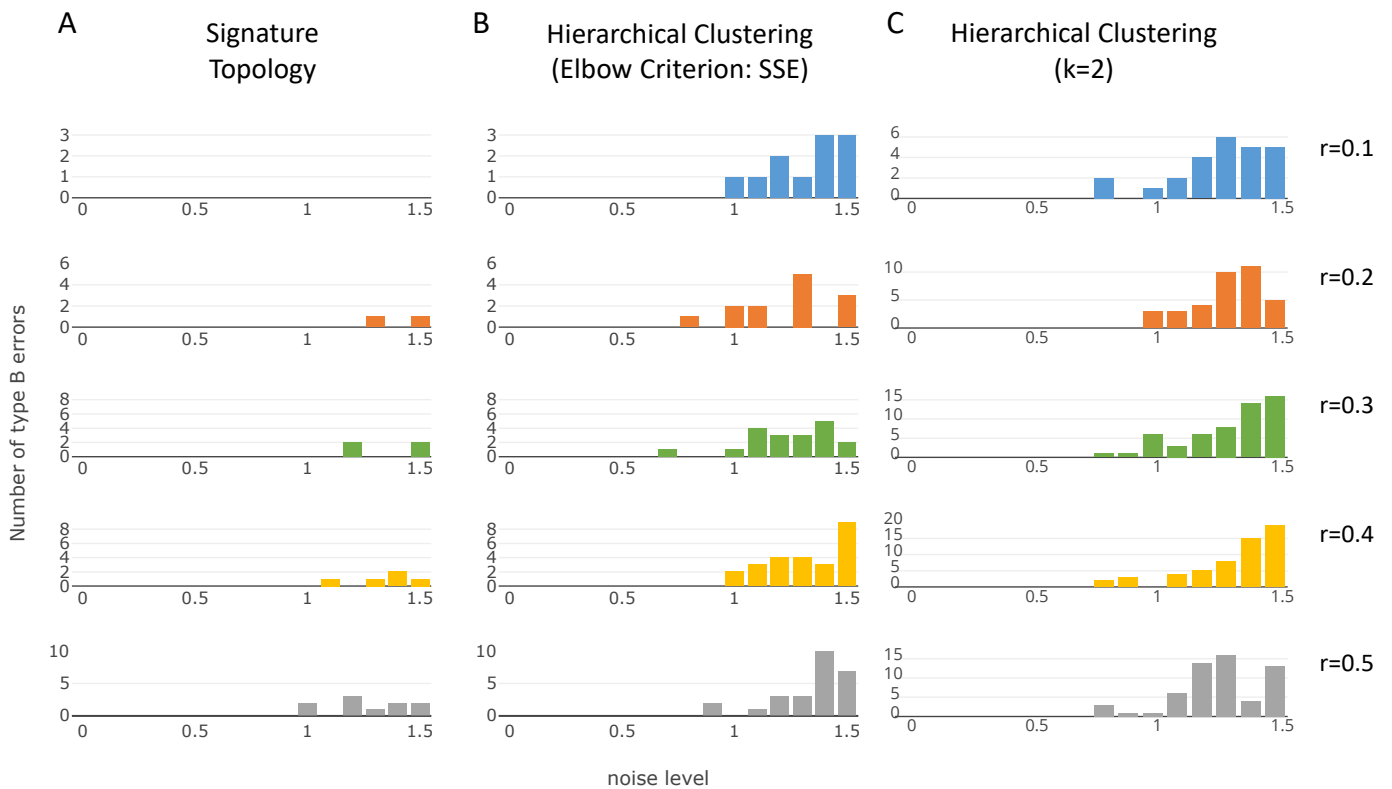 A
Signature
Topology
B
Hierarchical Clustering
(Elbow Criterion: SSE)
C
Hierarchical Clustering
(k=2)
Number of type B errors
3
2
1
0
0 0.5 1 1.5
3
2
1
0
0 0.5 1 1.5
6
4
2
0
0 0.5 1 1.5
r=0.1
6
4
2
0
0 0.5 1 1.5
6
4
2
0
0 0.5 1 1.5
10
5
0
0 0.5 1 1.5
r=0.2
8
6
4
2
0
0 0.5 1 1.5
8
6
4
2
0
0 0.5 1 1.5
15
10
5
0
0 0.5 1 1.5
r=0.3
8
6
4
2
0
0 0.5 1 1.5
8
6
4
2
0
0 0.5 1 1.5
20
15
10
5
0
0 0.5 1 1.5
r=0.4
10
5
0
0 0.5 1 1.5
10
5
0
0 0.5 1 1.5
15
10
5
0
0 0.5 1 1.5
r=0.5
noise level